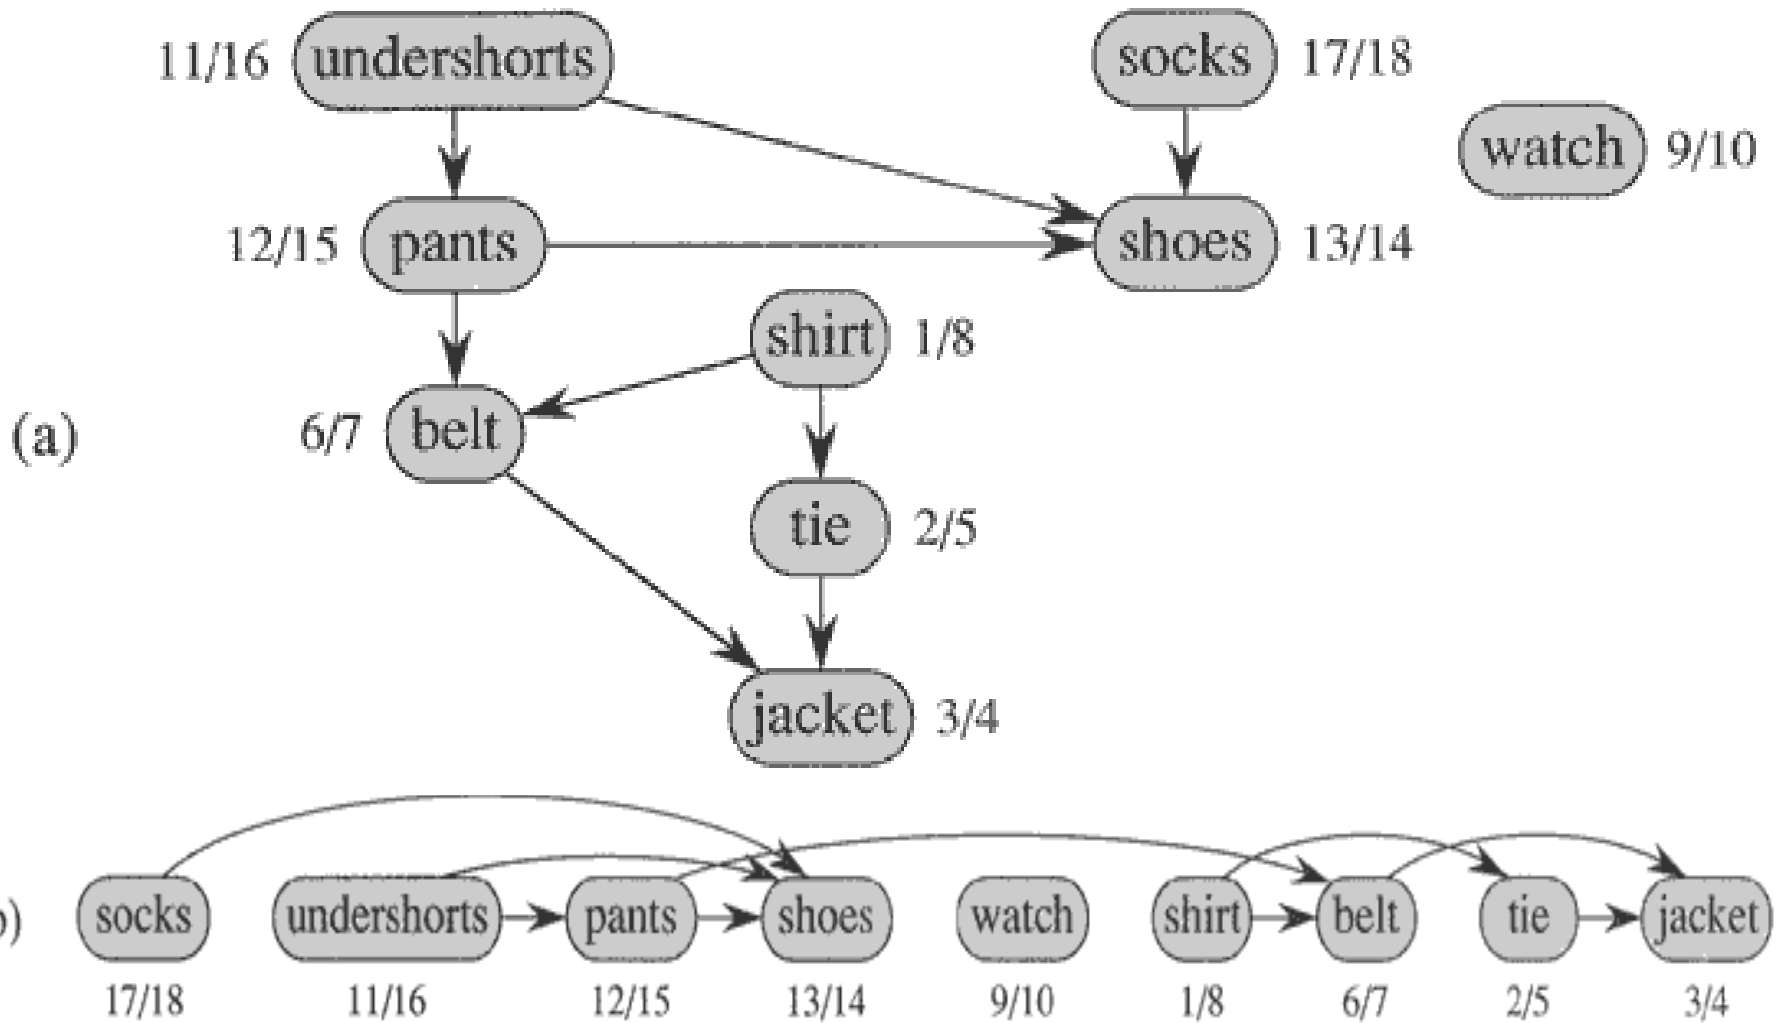 11/16 undershorts socks 17/18
watch 9/10
12/15 pants shoes 13/14
shirt 1/8
(a) 6/7 belt
tie 2/5
jacket 3/4
) socks undershorts pants shoes watch shirt belt tie jacket
17/18 11/16 12/15 13/14 9/10 1/8 6/7 2/5 3/4